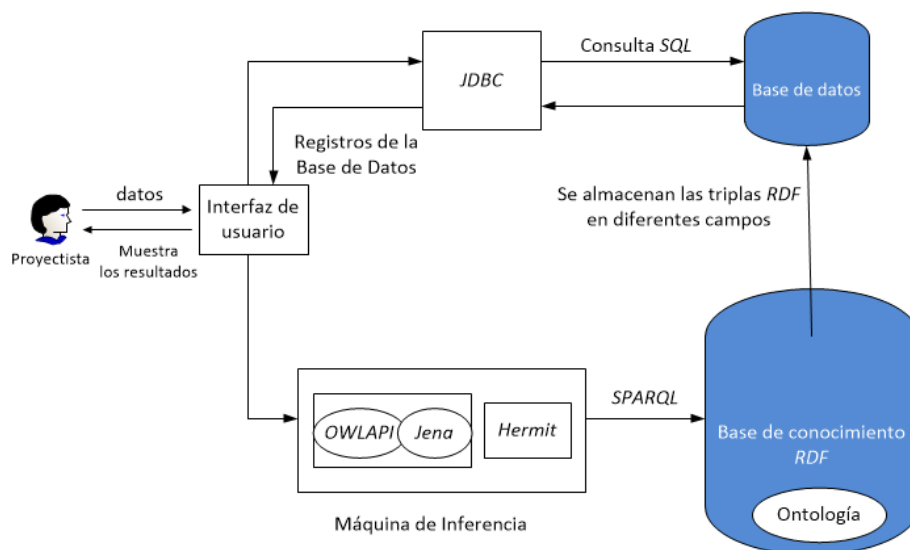 Consulta SQL
JDBC
Base de datos
Registros de la
Base de Datos
Se almacenan las triplas RDF
en diferentes campos
datos
Interfaz de
usuario
Proyectista
Muestra
los resultados
SPARQL
OWLAPI
Jena
Hermit
Base de conocimiento
RDF
Ontología
Máquina de Inferencia